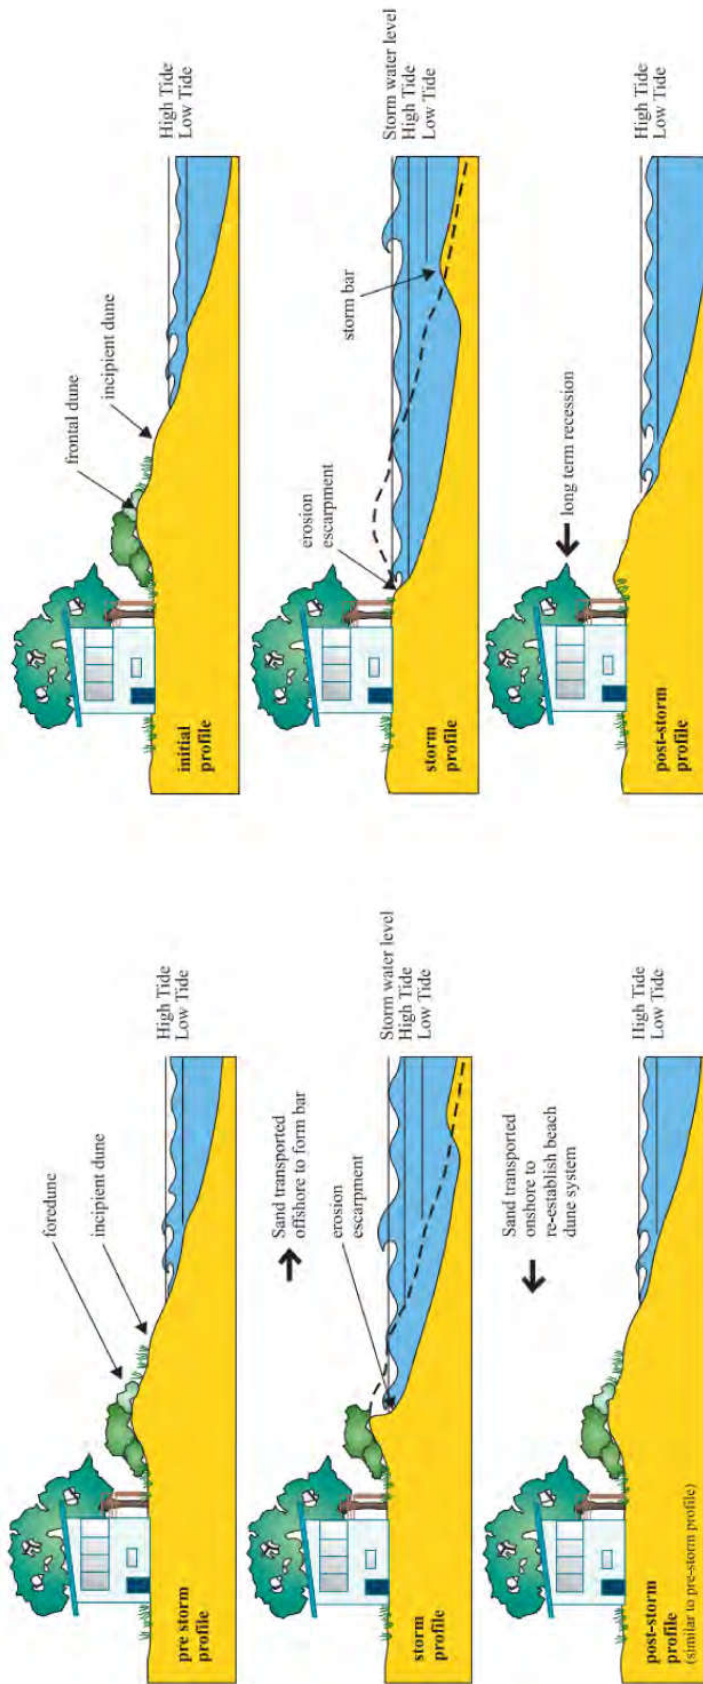 foredune
incipient dune
High Tide
Low Tide
pre storm
profile
Sand transported
offshore to form bar
erosion
escarpment
Storm water level
High Tide
Low Tide
storm
profile
Sand transported
onshore to
re-establish beach
dune system
High Tide
Low Tide
post-storm
profile
(similar to pre-storm profile)
frontal dune
incipient dune
High Tide
Low Tide
initial
profile
erosion
escarpment
storm bar
Storm water level
High Tide
Low Tide
storm
profile
long term recession
High Tide
Low Tide
post-storm
profile